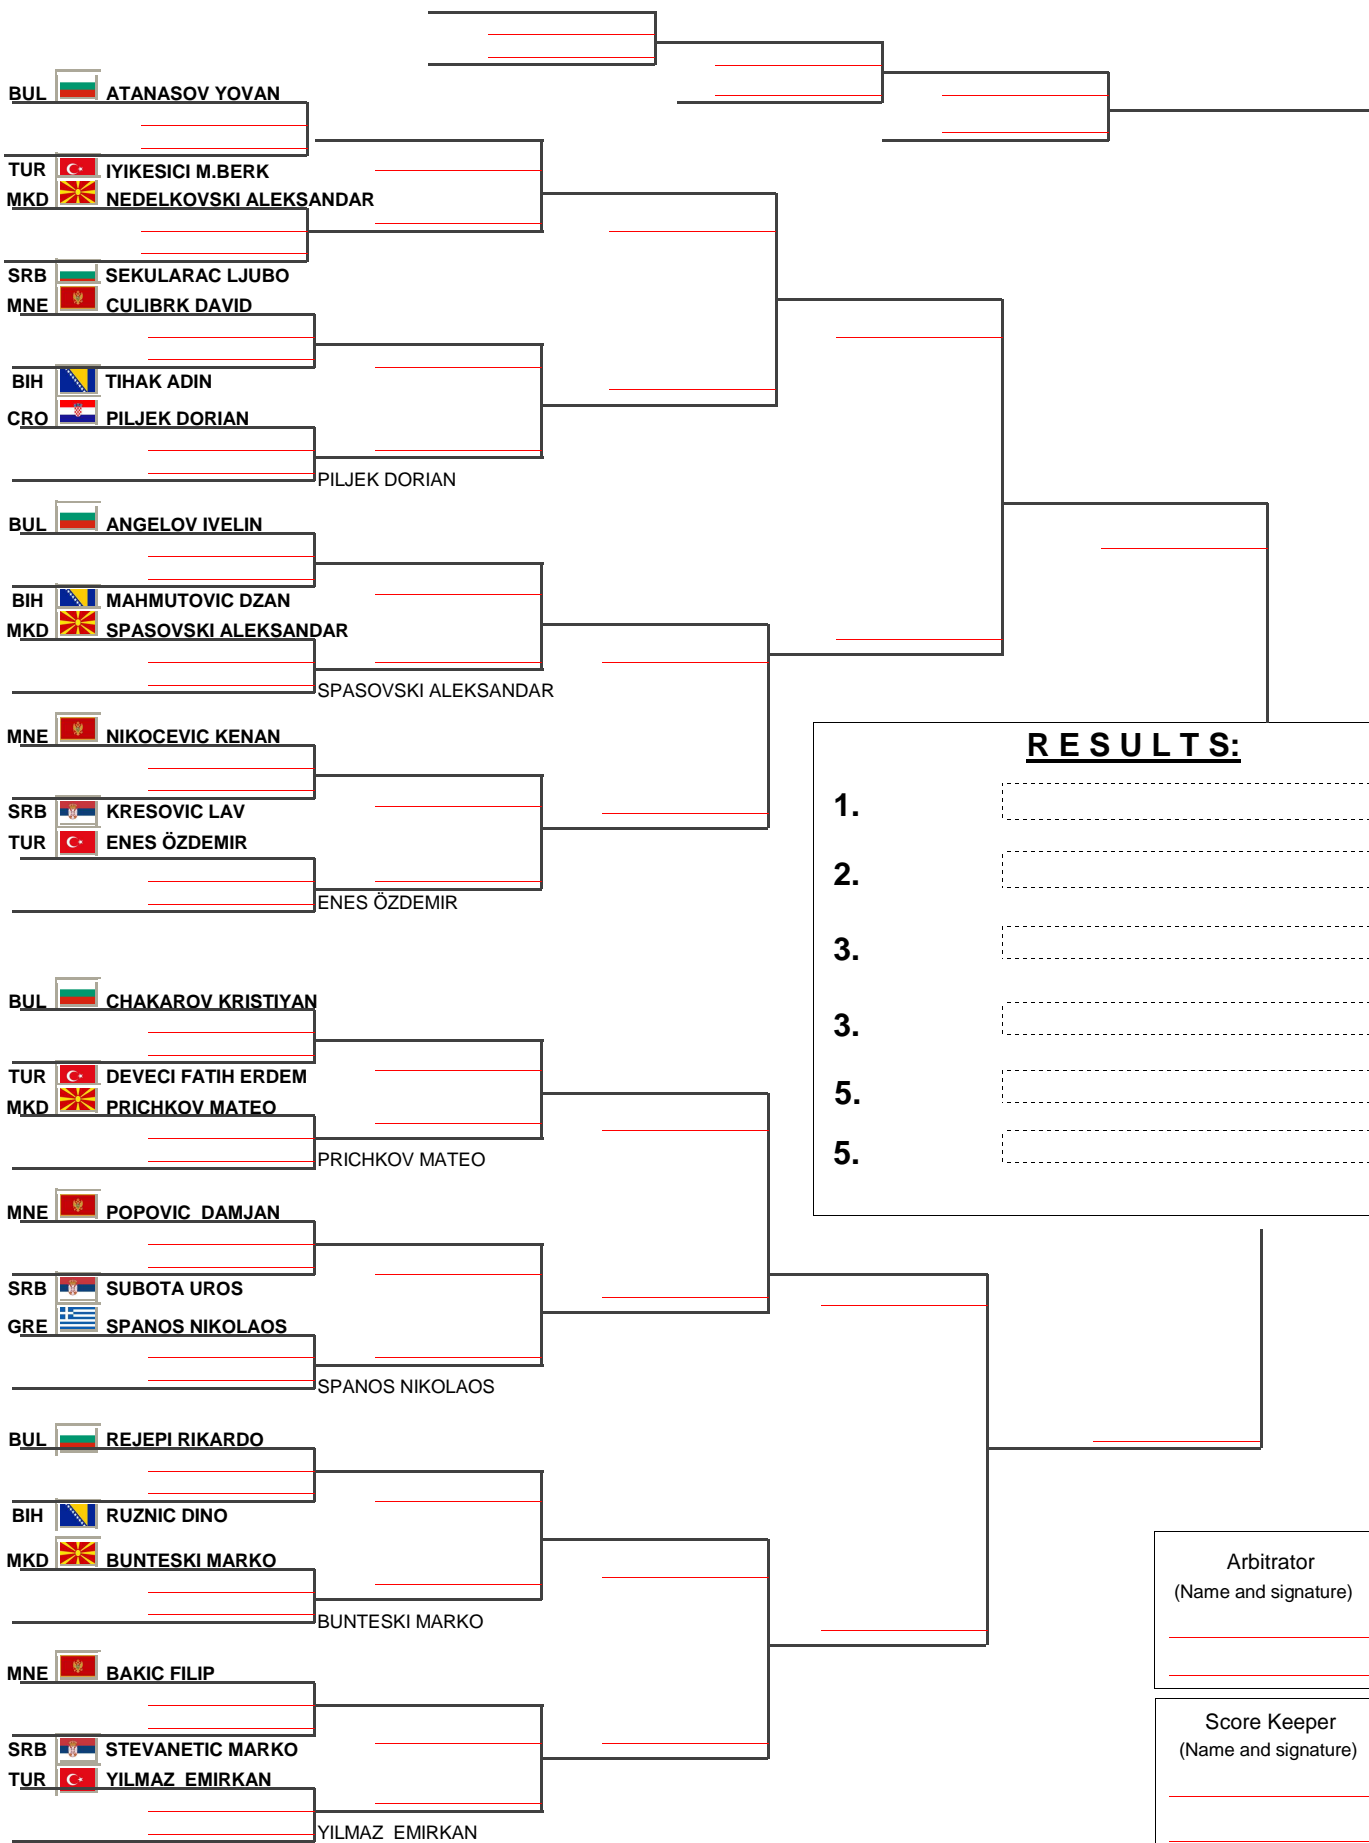 BUL ATANASOV YOVAN
TUR IYIKESICI M.BERK
MKD NEDELKOVSKI ALEKSANDAR
SRB SEKULARAC LJUBO
MNE CULIBRK DAVID
BIH TIHAK ADIN
CRO PILJEK DORIAN
PILJEK DORIAN
BUL ANGELOV IVELIN
BIH MAHMUTOVIC DZAN
MKD SPASOVSKI ALEKSANDAR
SPASOVSKI ALEKSANDAR
MNE NIKOCEVIC KENAN
SRB KRESOVIC LAV
TUR ENES ÖZDEMIR
ENES ÖZDEMIR
BUL CHAKAROV KRISTIYAN
TUR DEVECI FATIH ERDEM
MKD PRICHKOV MATEO
PRICHKOV MATEO
MNE POPOVIC DAMJAN
SRB SUBOTA UROS
GRE SPANOS NIKOLAOS
SPANOS NIKOLAOS
BUL REJEPI RIKARDO
BIH RUZNIC DINO
MKD BUNTESKI MARKO
BUNTESKI MARKO
MNE BAKIC FILIP
SRB STEVANETIC MARKO
TUR YILMAZ EMIRKAN
YILMAZ EMIRKAN
R E S U L T S:
1.
2.
3.
3.
5.
5.
Arbitrator
(Name and signature)
Score Keeper
(Name and signature)